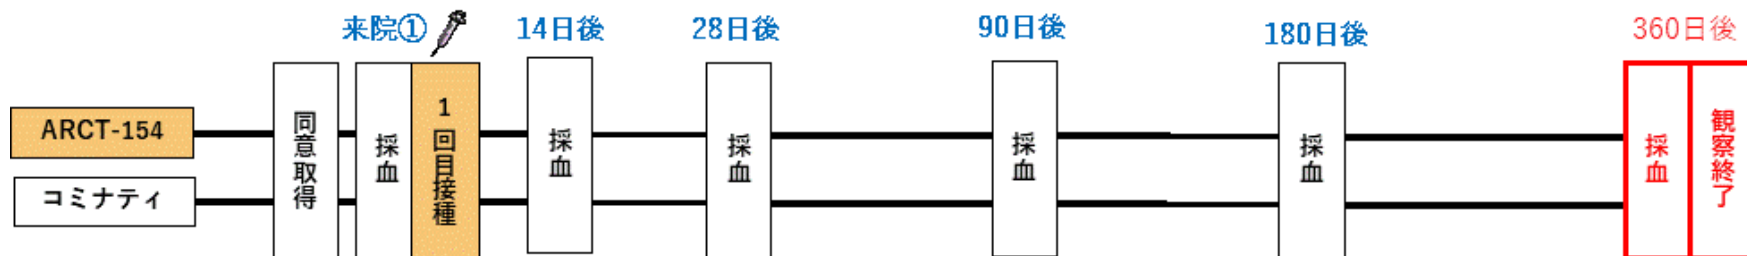 来院① 14日後 28日後 90日後 180日後 360日後
ARCT-154
コミナティ
同意取得
採血
1回目接種
採血
採血
採血
採血
採血
観察終了